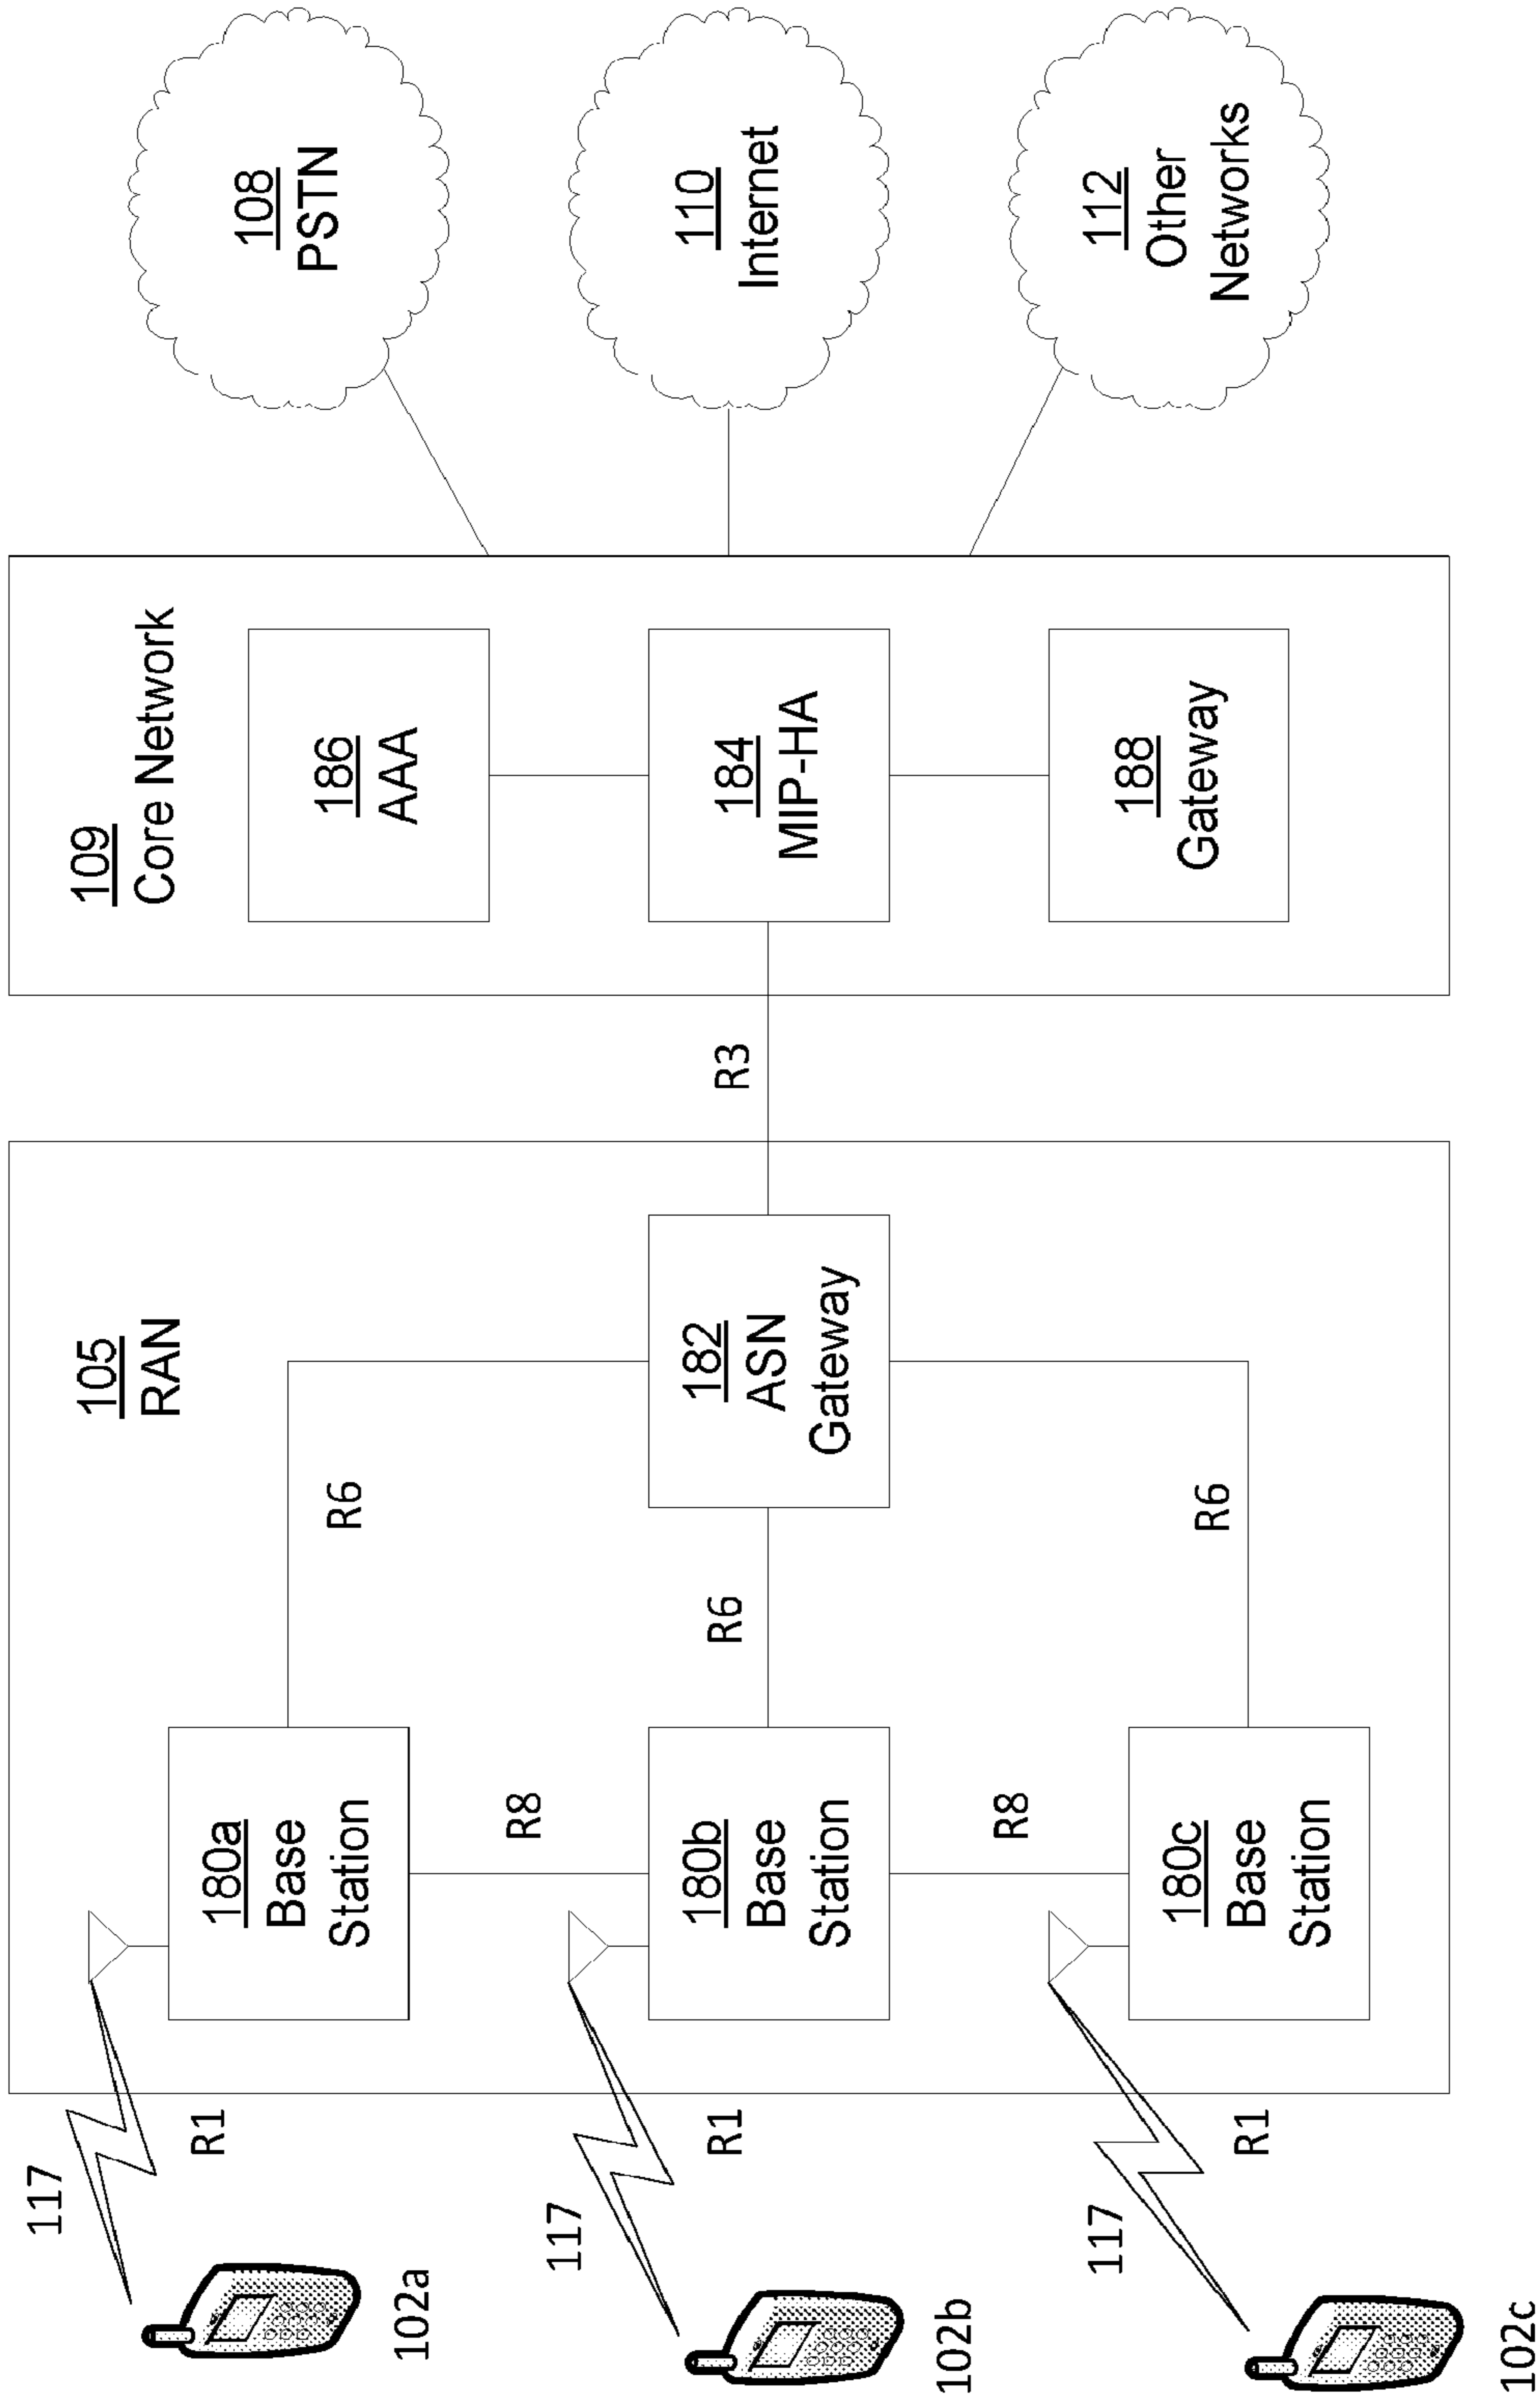 117
R1
102a
117
R1
102b
117
R1
102c
105
RAN
180a
Base
Station
R8
180b
Base
Station
R8
180c
Base
Station
R6
R6
R6
182
ASN
Gateway
R3
109
Core Network
186
AAA
184
MIP-HA
188
Gateway
108
PSTN
110
Internet
112
Other
Networks